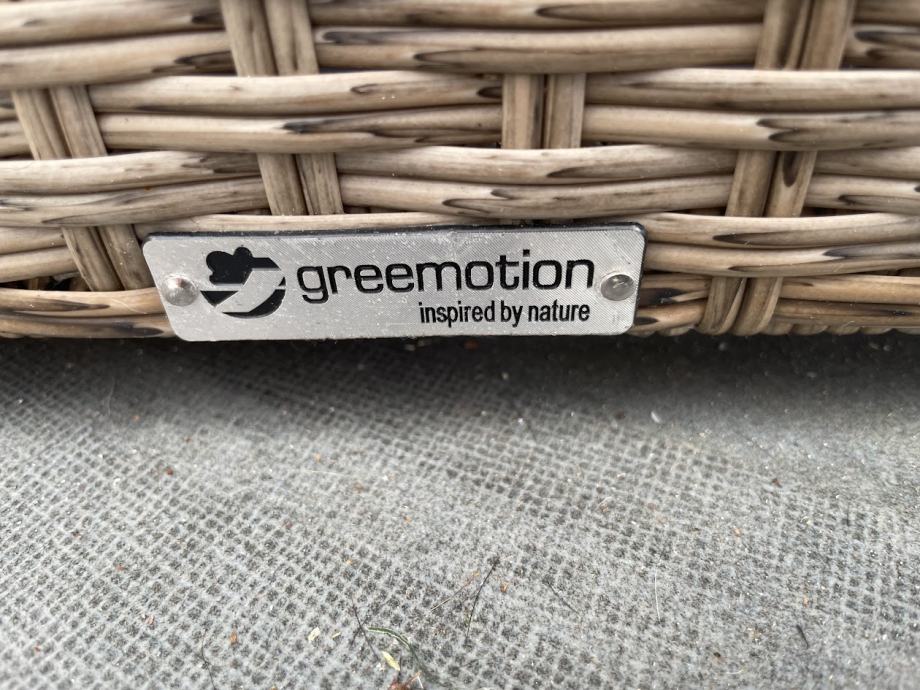 greemotion
inspired by nature